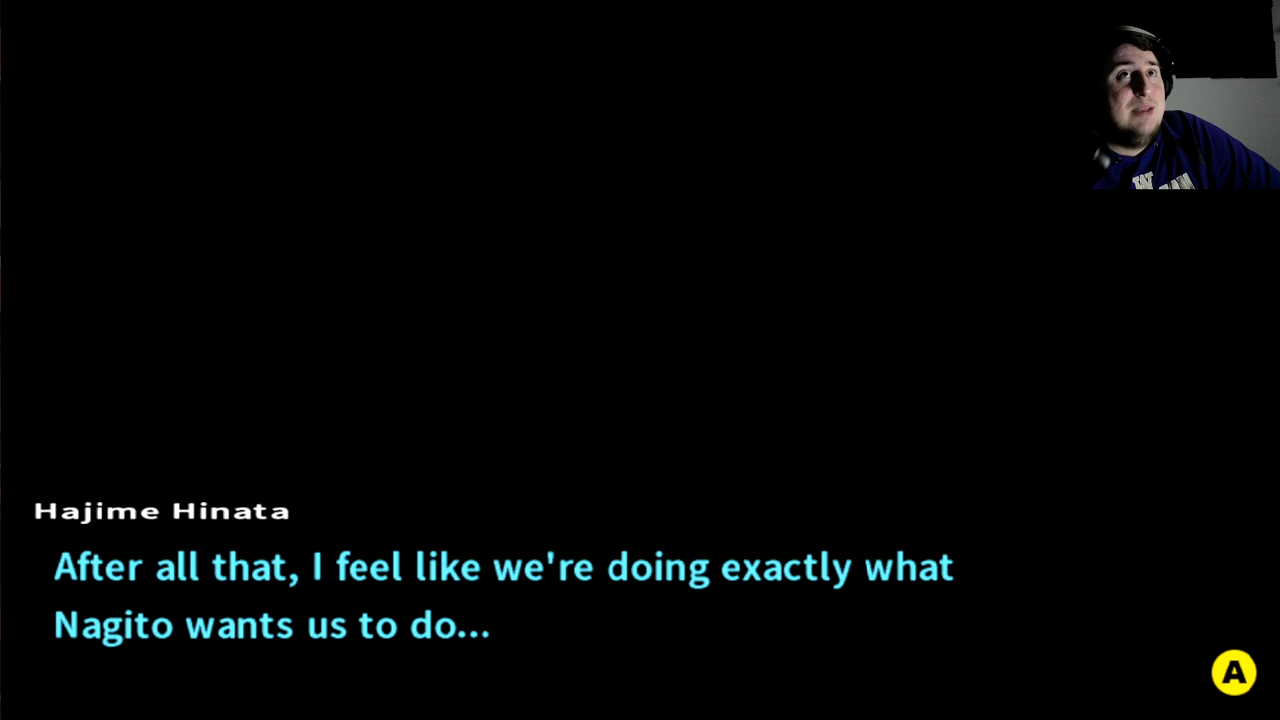 Hajime Hinata
After all that, I feel like we're doing exactly what
Nagito wants us to do...
A